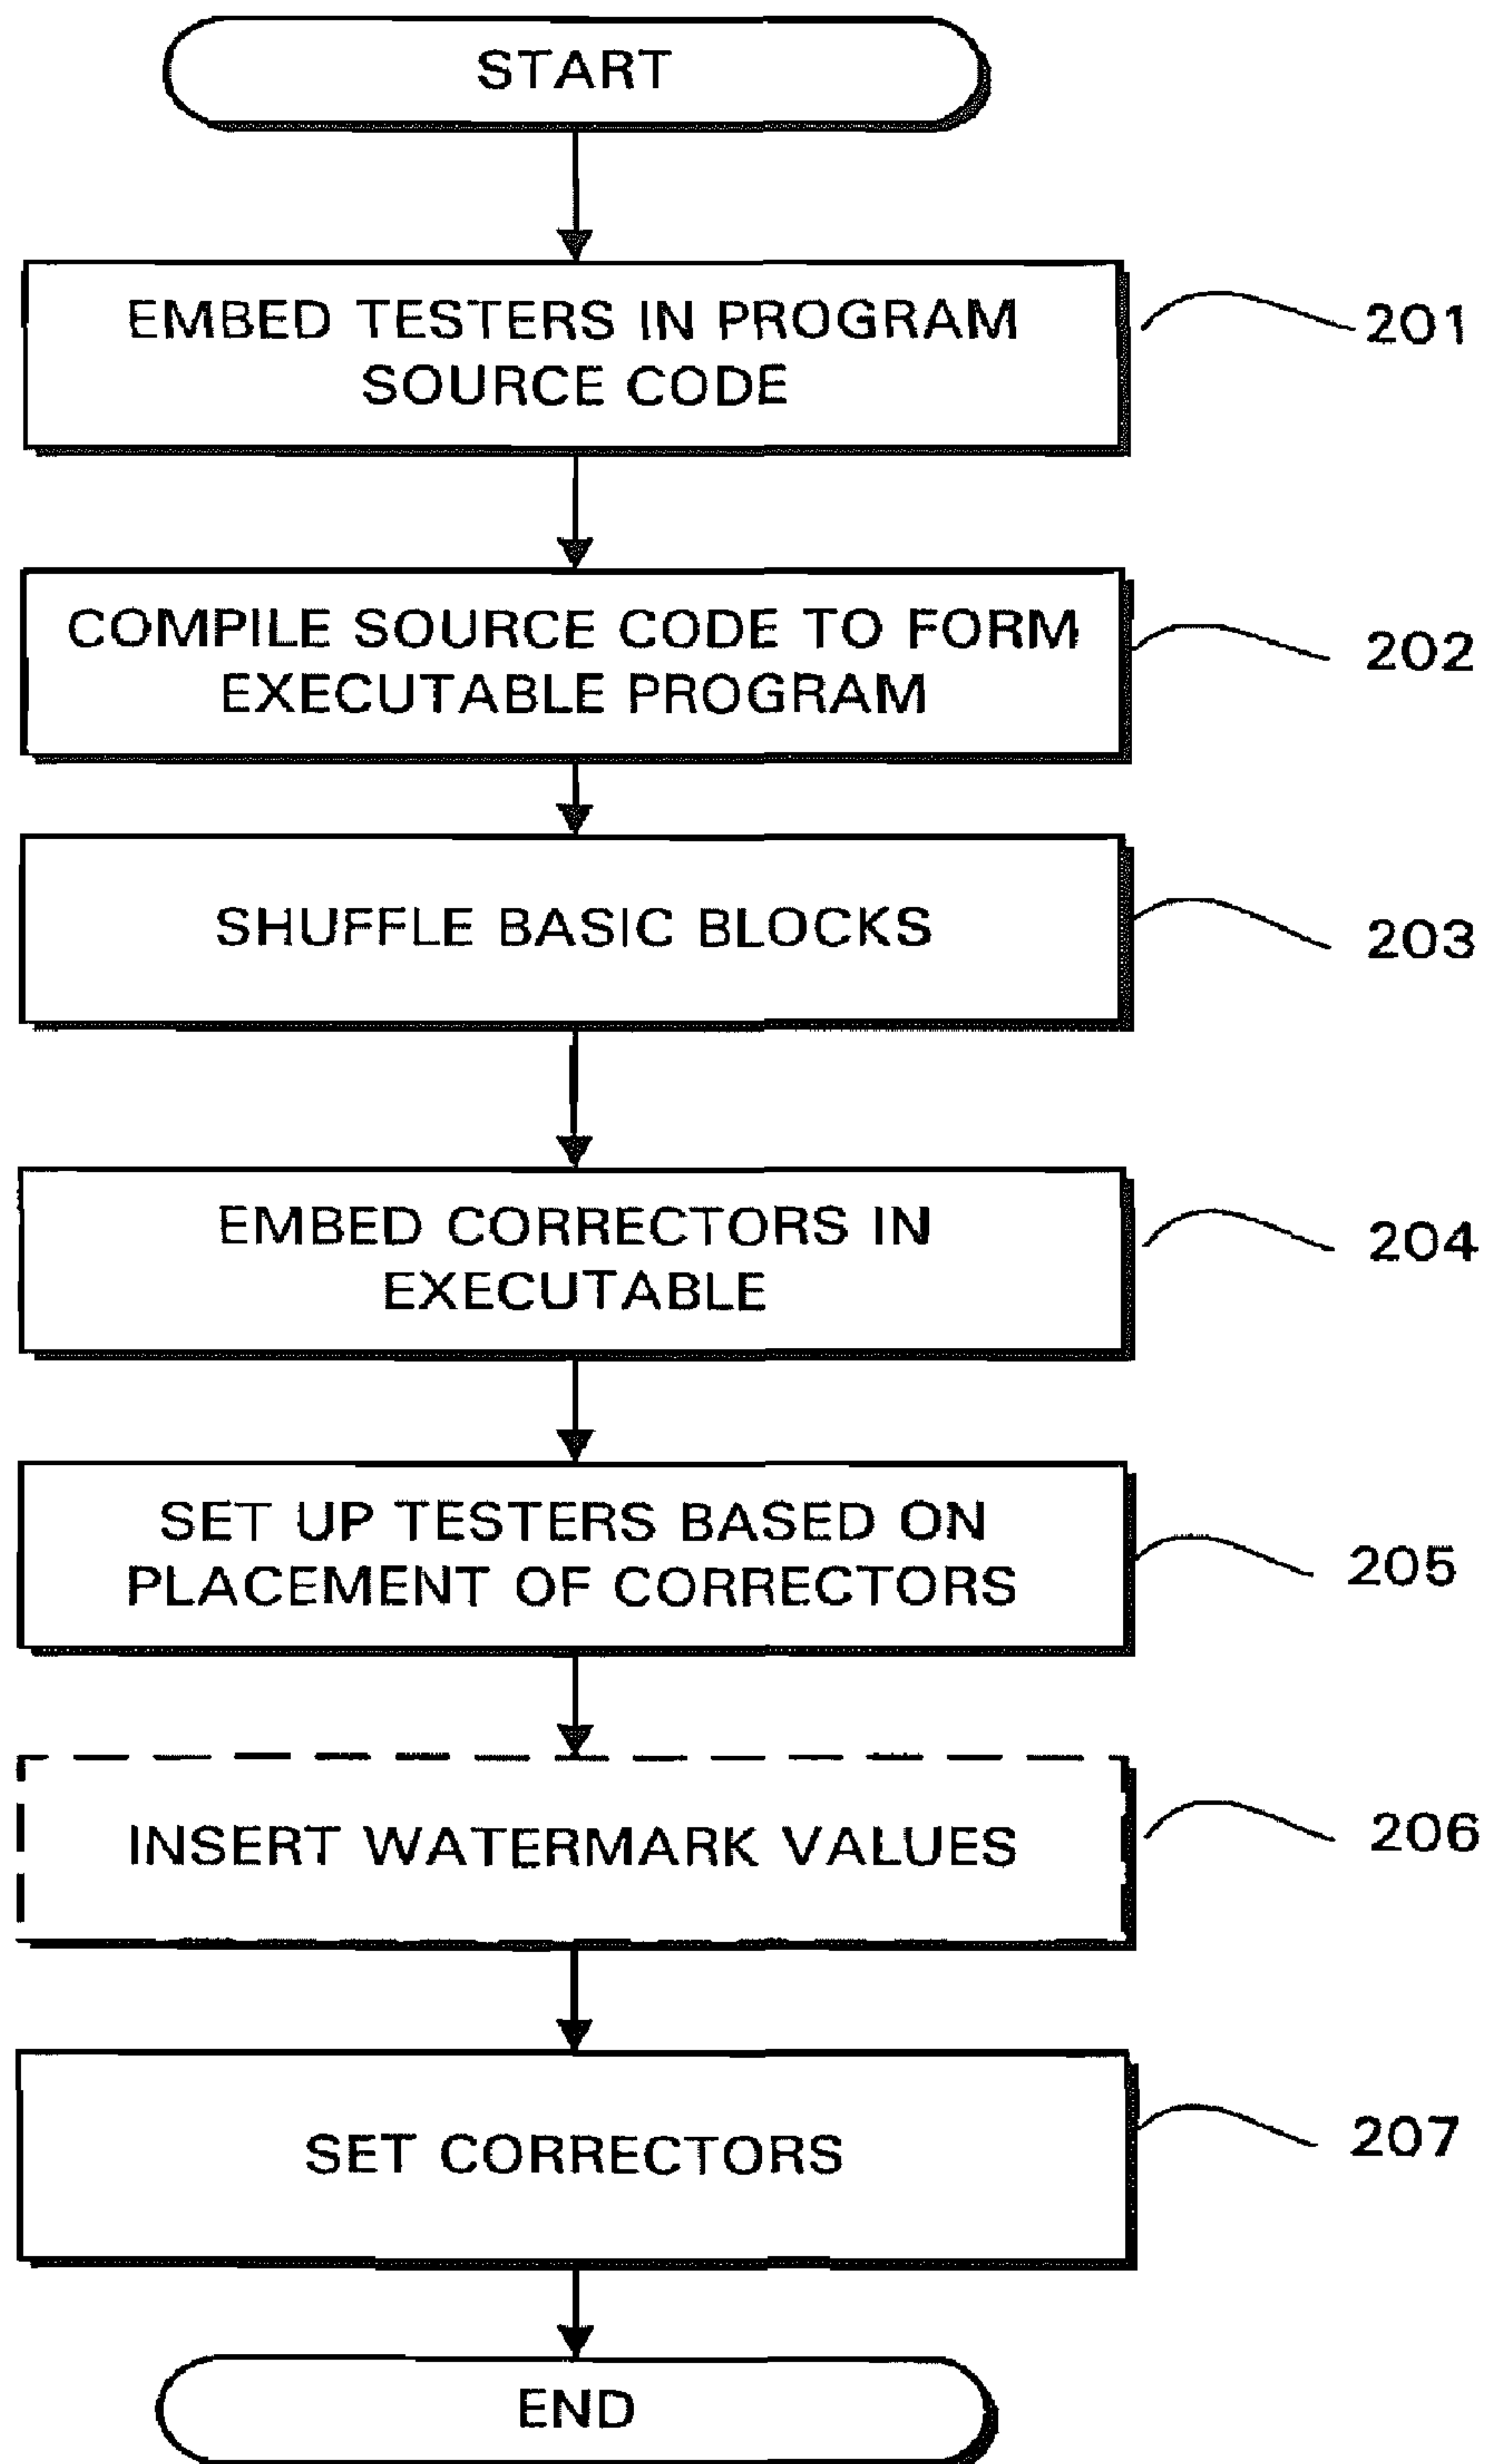 START
EMBED TESTERS IN PROGRAM
SOURCE CODE
201
COMPILE SOURCE CODE TO FORM
EXECUTABLE PROGRAM
202
SHUFFLE BASIC BLOCKS
203
EMBED CORRECTORS IN
EXECUTABLE
204
SET UP TESTERS BASED ON
PLACEMENT OF CORRECTORS
205
INSERT WATERMARK VALUES
206
SET CORRECTORS
207
END